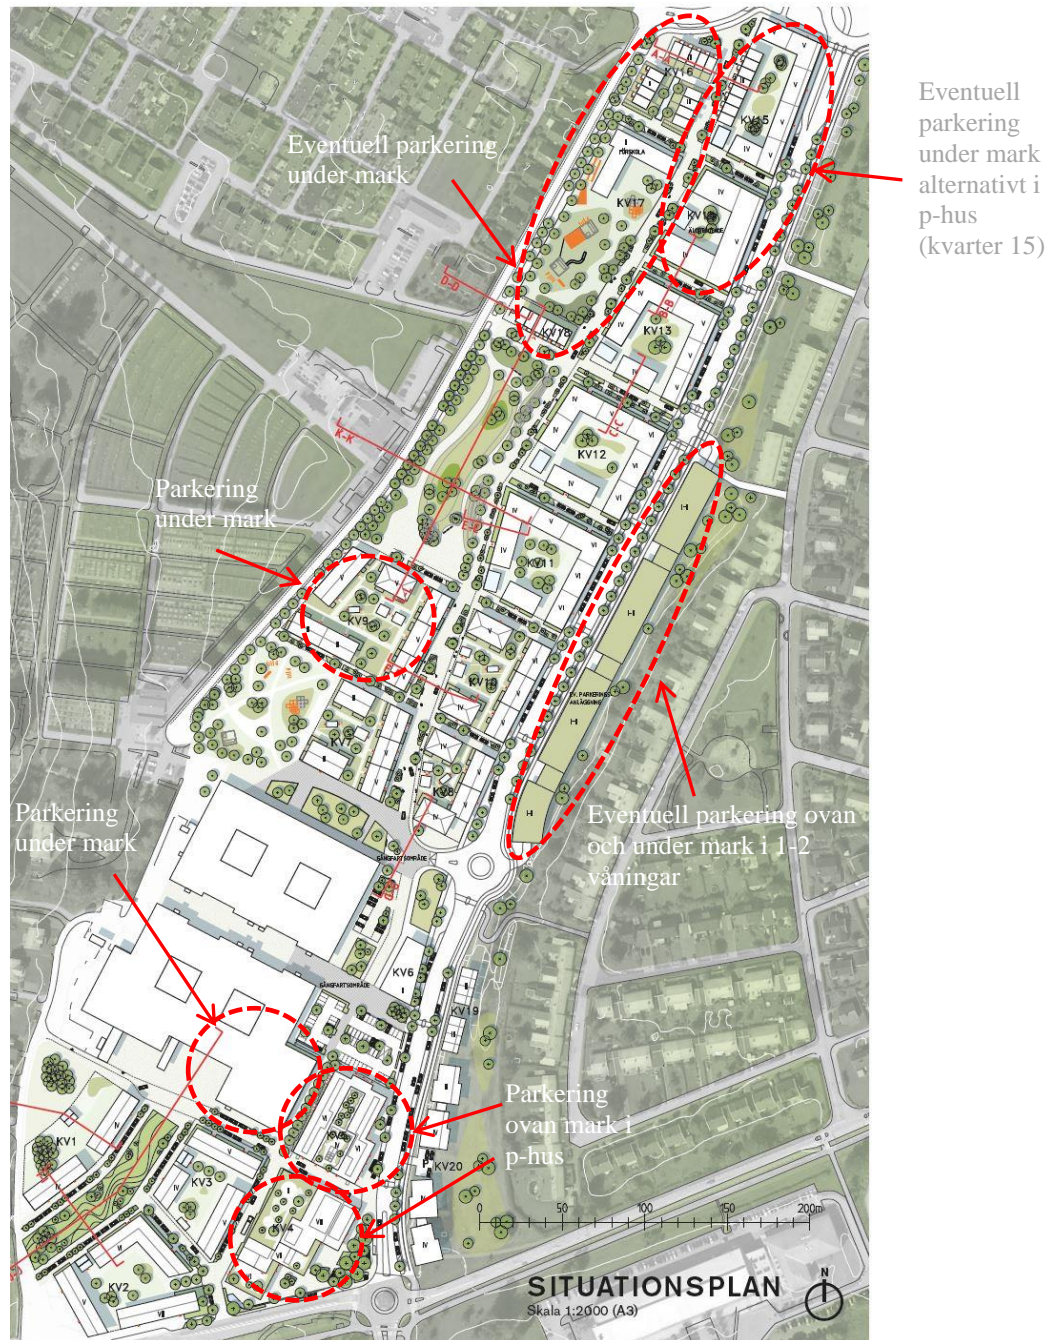 Eventuell
parkering
under mark
alternativt i
p-hus
(kvarter 15)
Eventuell parkering
under mark
A-A
KV16
KV15
FÖRSKOLA
KV17
D-D
B-B
KV18
KV13
K-K
C-C
KV12
Parkering
under mark
E-E
KV11
KV9
KV10
EV. PARKERINGS-
ANLÄGGNING
KV7
KV8
Parkering
under mark
Eventuell parkering ovan
och under mark i 1-2
våningar
GÅNGFARTSOMRÅDE
KV6
GÅNGFARTSOMRÅDE
KV19
Parkering
ovan mark i
p-hus
KV1
KV3
KV20
KV4
KV2
0 50 100 150 200m
SITUATIONSPLAN
Skala 1:2000 (A3)
N